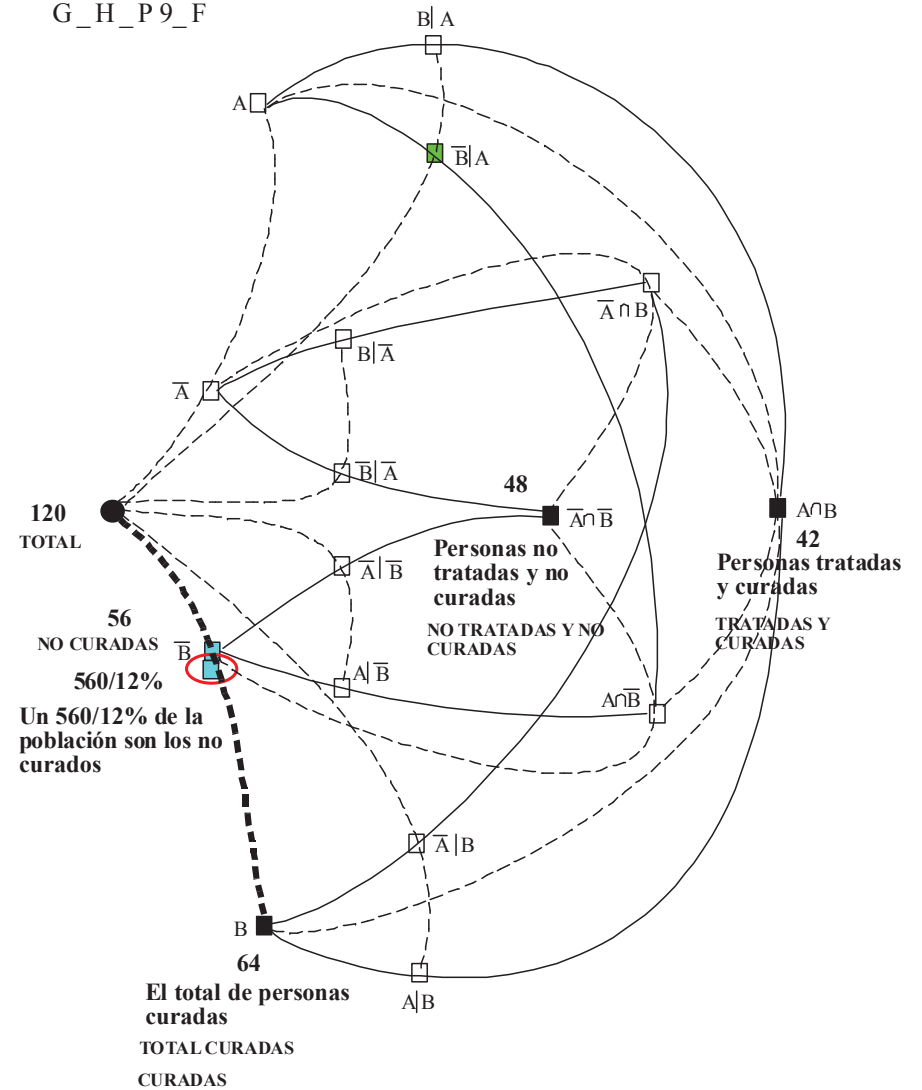 G_H_P9_F
B|A
A
B̅|A
A̅∩B
B|A̅
A̅
B̅|A̅
48
120
TOTAL
A̅∩B̅
A∩B
42
Personas no
tratadas y no
curadas
Personas tratadas
y curadas
A̅|B̅
NO TRATADAS Y NO
CURADAS
TRATADAS Y
CURADAS
56
NO CURADAS
B̅
560/12%
A|B̅
A∩B̅
Un 560/12% de la
población son los no
curados
A̅|B
B
64
El total de personas
curadas
A|B
TOTAL CURADAS
CURADAS